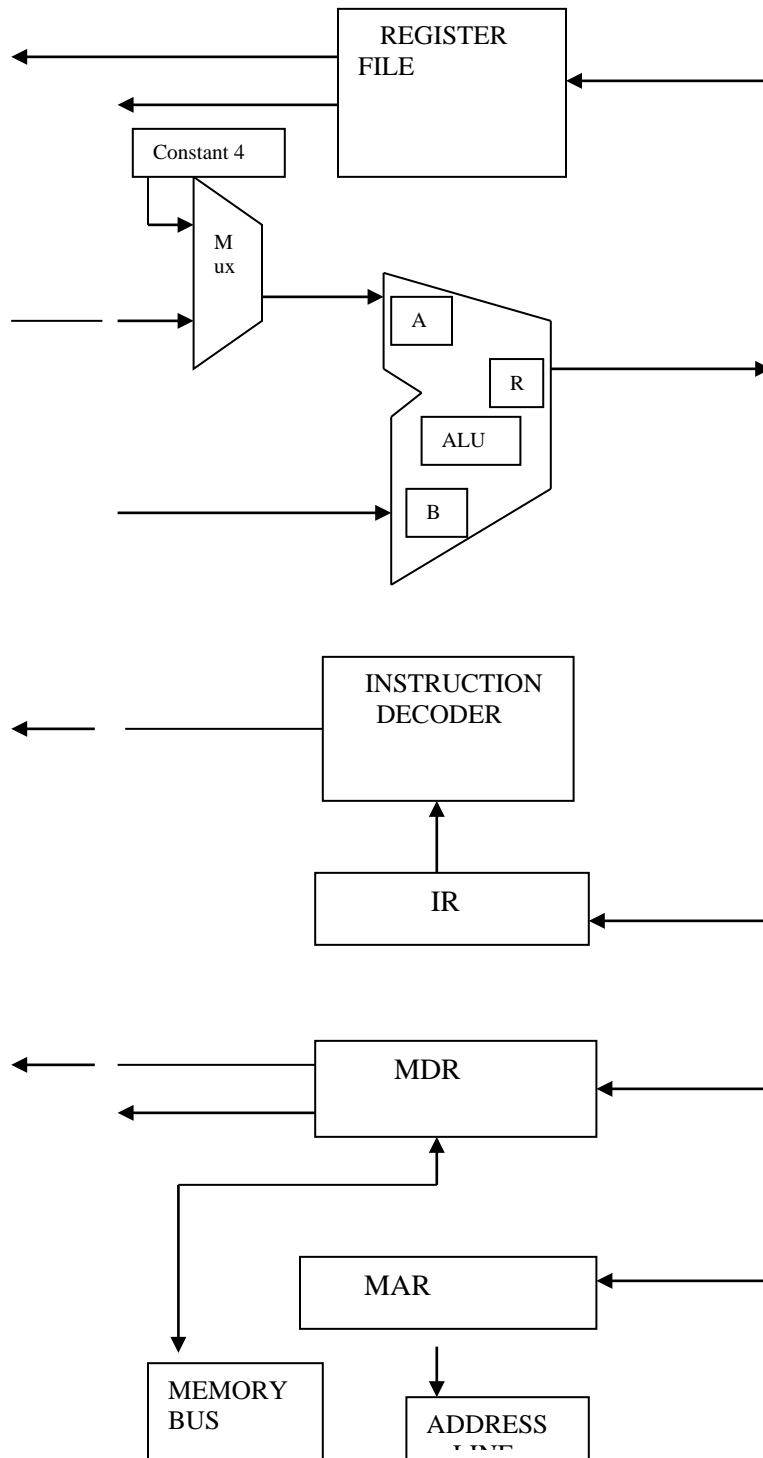 REGISTER
FILE
Constant 4
M
ux
A
R
ALU
B
INSTRUCTION
DECODER
IR
MDR
MAR
MEMORY
BUS
ADDRESS